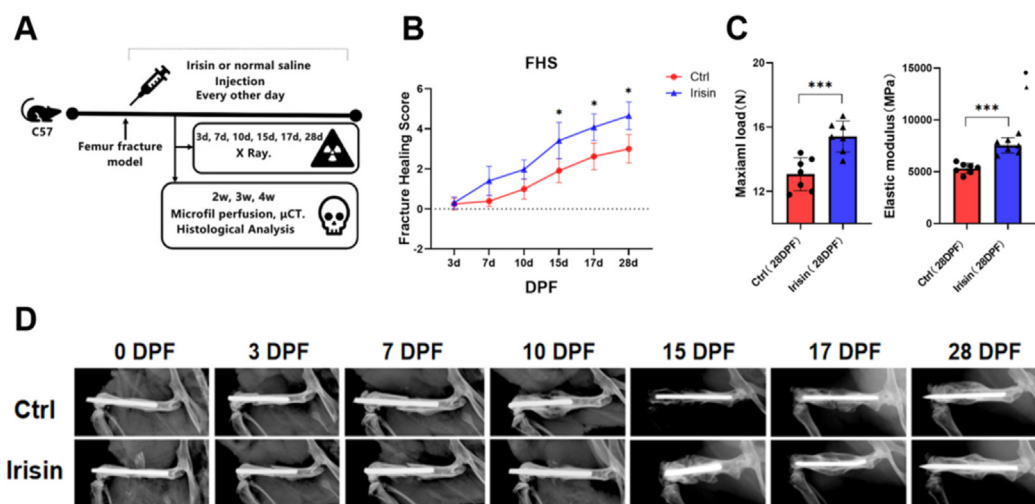 A
Irisin or normal saline
Injection
Every other day
C57
Femur fracture
model
3d, 7d, 10d, 15d, 17d, 28d
X Ray.
2w, 3w, 4w
Microfil perfusion, μCT.
Histological Analysis
B
FHS
Fracture Healing Score
6
4
2
0
-2
* * *
3d 7d 10d 15d 17d 28d
DPF
Ctrl
Irisin
C
Maxiaml load(N)
20
16
12
***
Ctrl(28DPF)
Irisin(28DPF)
Elastic modulus(MPa)
15000
10000
5000
0
***
Ctrl(28DPF)
Irisin(28DPF)
D
0 DPF 3 DPF 7 DPF 10 DPF 15 DPF 17 DPF 28 DPF
Ctrl
Irisin